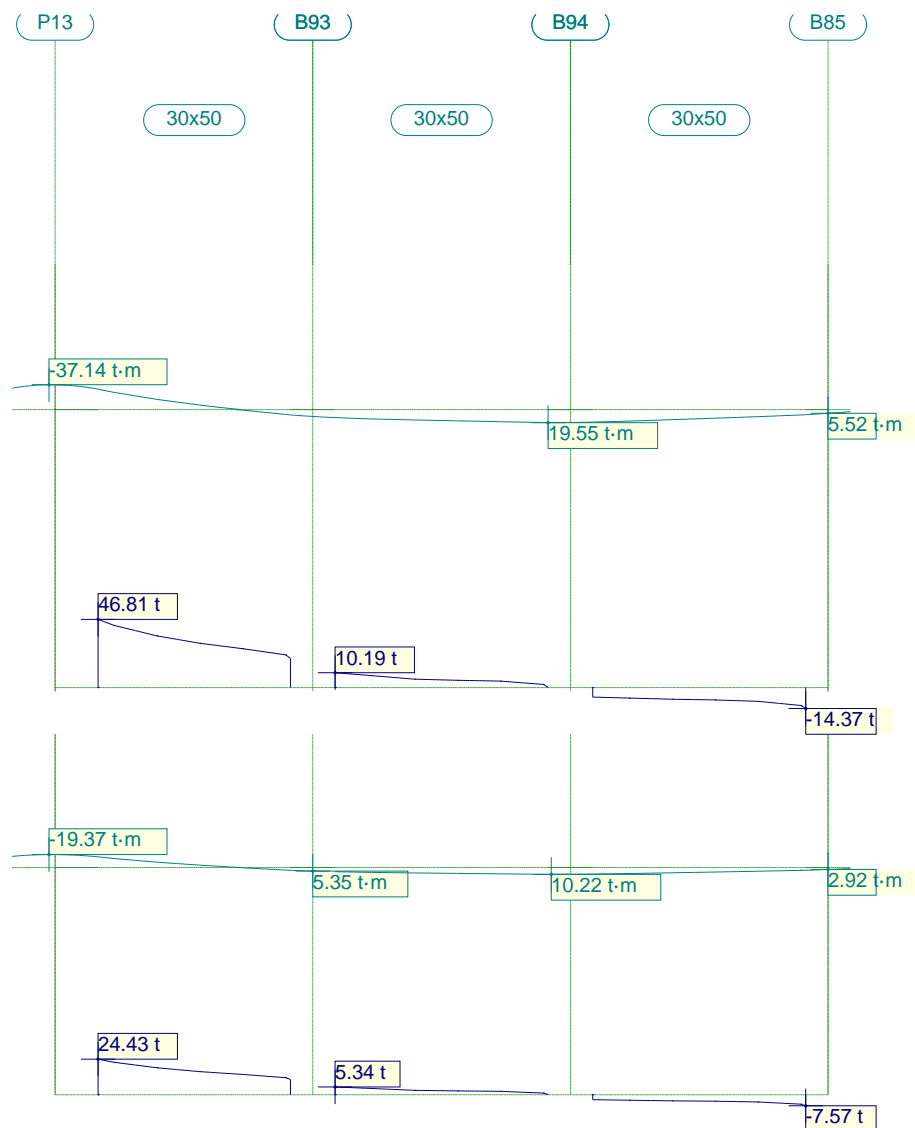 P13 B93 B94 B85
30x50 30x50 30x50
-37.14 t·m
19.55 t·m
5.52 t·m
46.81 t
10.19 t
-14.37 t
-19.37 t·m
5.35 t·m
10.22 t·m
2.92 t·m
24.43 t
5.34 t
-7.57 t